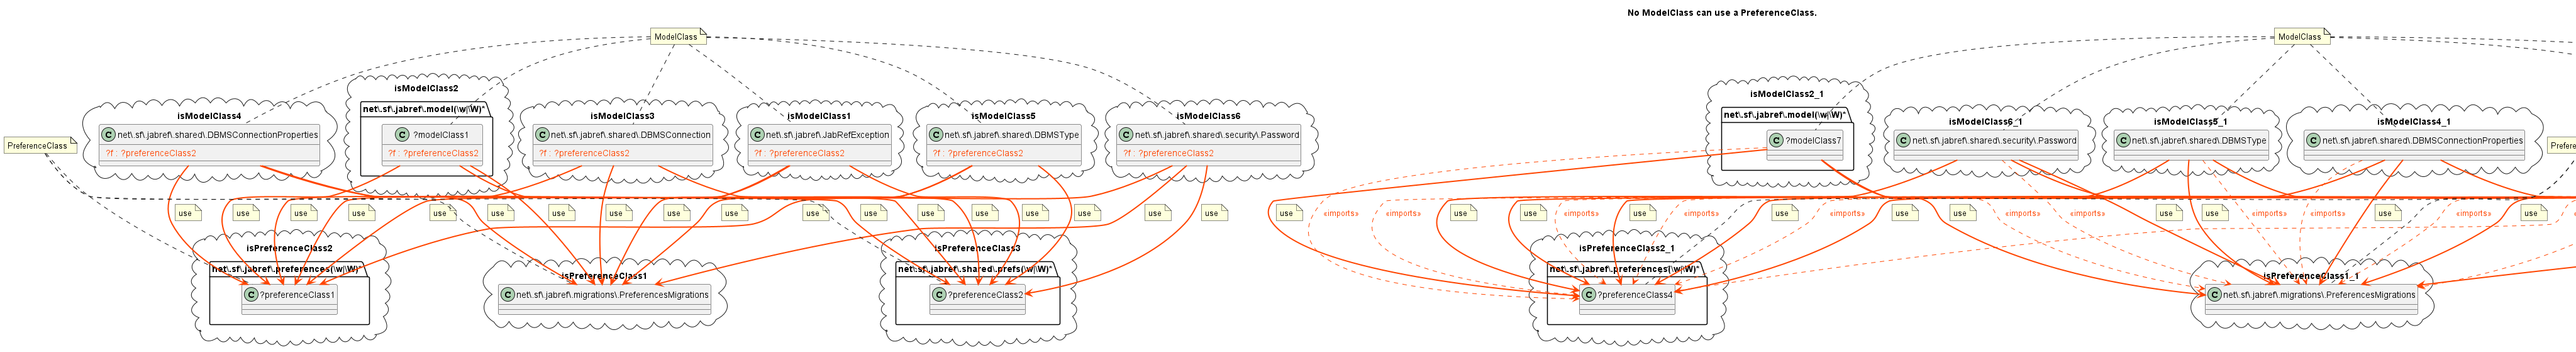 No ModelClass can use a PreferenceClass.
ModelClass
ModelClass
isModelClass2
isModelClass2_1
net\.sf\.jabref\.model(\w|\W)*
net\.sf\.jabref\.model(\w|\W)*
isModelClass4
isModelClass3
isModelClass1
isModelClass5
isModelClass6
isModelClass6_1
isModelClass5_1
isModelClass4_1
C net\.sf\.jabref\.shared\.DBMSConnectionProperties
?f : ?preferenceClass2
C ?modelClass1
?f : ?preferenceClass2
C net\.sf\.jabref\.shared\.DBMSConnection
?f : ?preferenceClass2
C net\.sf\.jabref\.JabRefException
?f : ?preferenceClass2
C net\.sf\.jabref\.shared\.DBMSType
?f : ?preferenceClass2
C net\.sf\.jabref\.shared\.security\.Password
?f : ?preferenceClass2
C ?modelClass7
C net\.sf\.jabref\.shared\.security\.Password
C net\.sf\.jabref\.shared\.DBMSType
C net\.sf\.jabref\.shared\.DBMSConnectionProperties
PreferenceClass
Prefere
use use use use use use use use use use use use use use use use use
use «imports» «imports» use use «imports» use «imports» use «imports» use use «imports» «imports» use use «imports» use «imports» use
isPreferenceClass2
net\.sf\.jabref\.preferences(\w|\W)*
C ?preferenceClass1
isPreferenceClass1
C net\.sf\.jabref\.migrations\.PreferencesMigrations
isPreferenceClass3
net\.sf\.jabref\.shared\.prefs(\w|\W)*
C ?preferenceClass2
isPreferenceClass2_1
net\.sf\.jabref\.preferences(\w|\W)*
C ?preferenceClass4
isPreferenceClass1_1
C net\.sf\.jabref\.migrations\.PreferencesMigrations